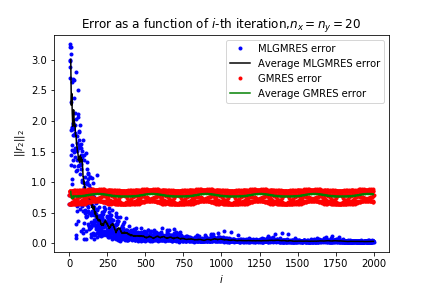 Error as a function of i-th iteration,n_x = n_y = 20
MLGMRES error
Average MLGMRES error
GMRES error
Average GMRES error
||r_2||_2
3.0
2.5
2.0
1.5
1.0
0.5
0.0
0 250 500 750 1000 1250 1500 1750 2000
i